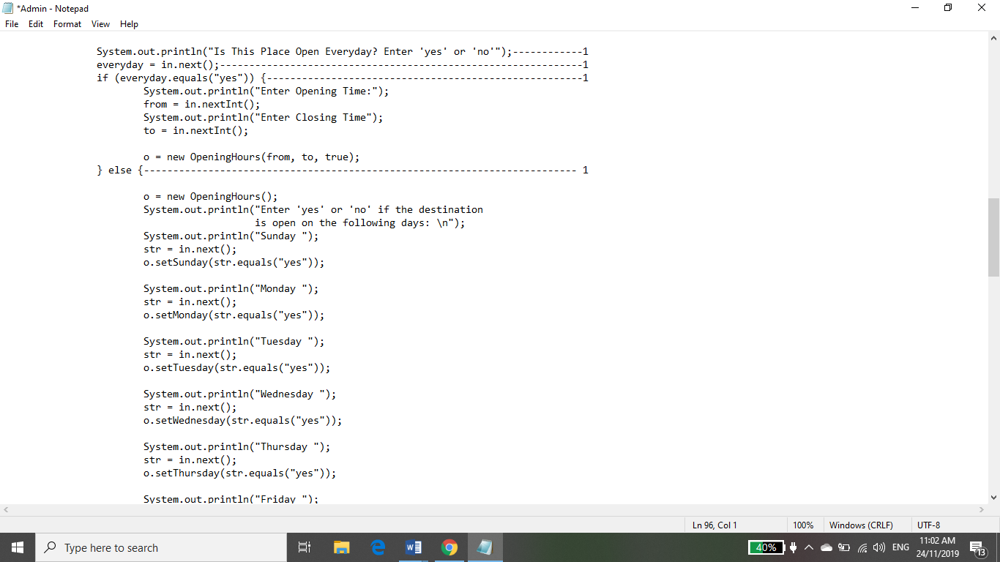 *Admin - Notepad
File Edit Format View Help
System.out.println("Is This Place Open Everyday? Enter 'yes' or 'no'");------------1
everyday = in.next();--------------------------------------------------------------1
if (everyday.equals("yes")) {------------------------------------------------------1
System.out.println("Enter Opening Time:");
from = in.nextInt();
System.out.println("Enter Closing Time");
to = in.nextInt();
o = new OpeningHours(from, to, true);
} else {-------------------------------------------------------------------------- 1
o = new OpeningHours();
System.out.println("Enter 'yes' or 'no' if the destination
is open on the following days: \n");
System.out.println("Sunday ");
str = in.next();
o.setSunday(str.equals("yes"));
System.out.println("Monday ");
str = in.next();
o.setMonday(str.equals("yes"));
System.out.println("Tuesday ");
str = in.next();
o.setTuesday(str.equals("yes"));
System.out.println("Wednesday ");
str = in.next();
o.setWednesday(str.equals("yes"));
System.out.println("Thursday ");
str = in.next();
o.setThursday(str.equals("yes"));
System.out.println("Friday ");
Ln 96, Col 1 100% Windows (CRLF) UTF-8
Type here to search 40% ENG 11:02 AM
24/11/2019 13